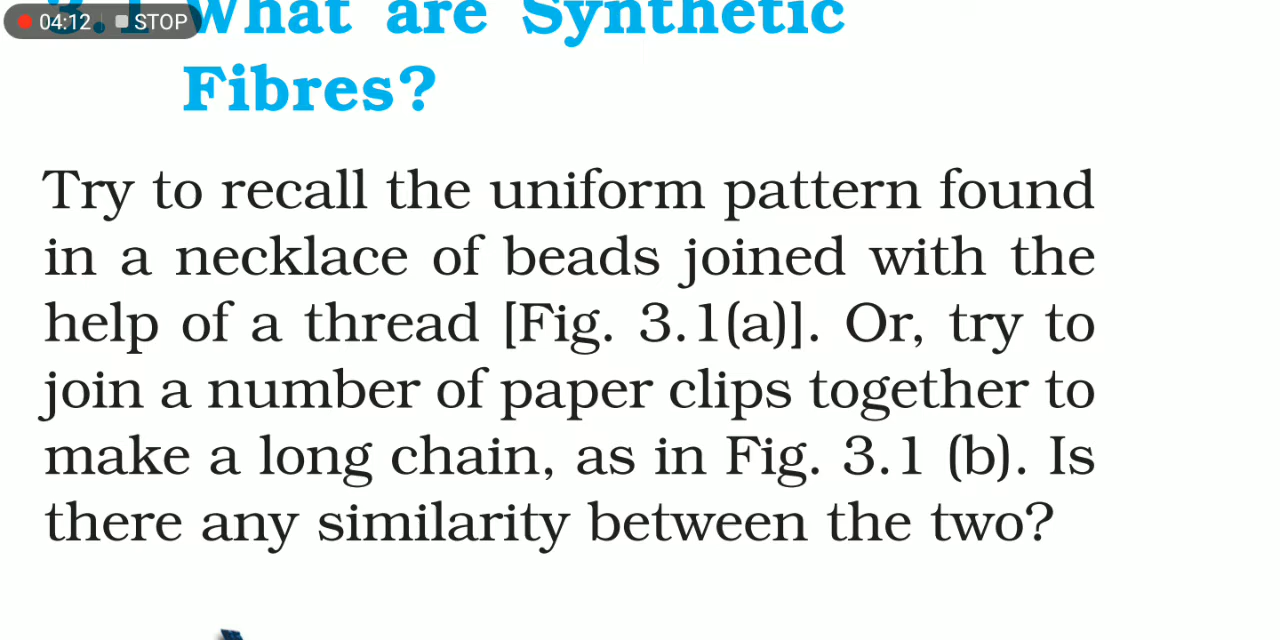 04:12 STOP
3.1 What are Synthetic
Fibres?
Try to recall the uniform pattern found
in a necklace of beads joined with the
help of a thread [Fig. 3.1(a)]. Or, try to
join a number of paper clips together to
make a long chain, as in Fig. 3.1 (b). Is
there any similarity between the two?